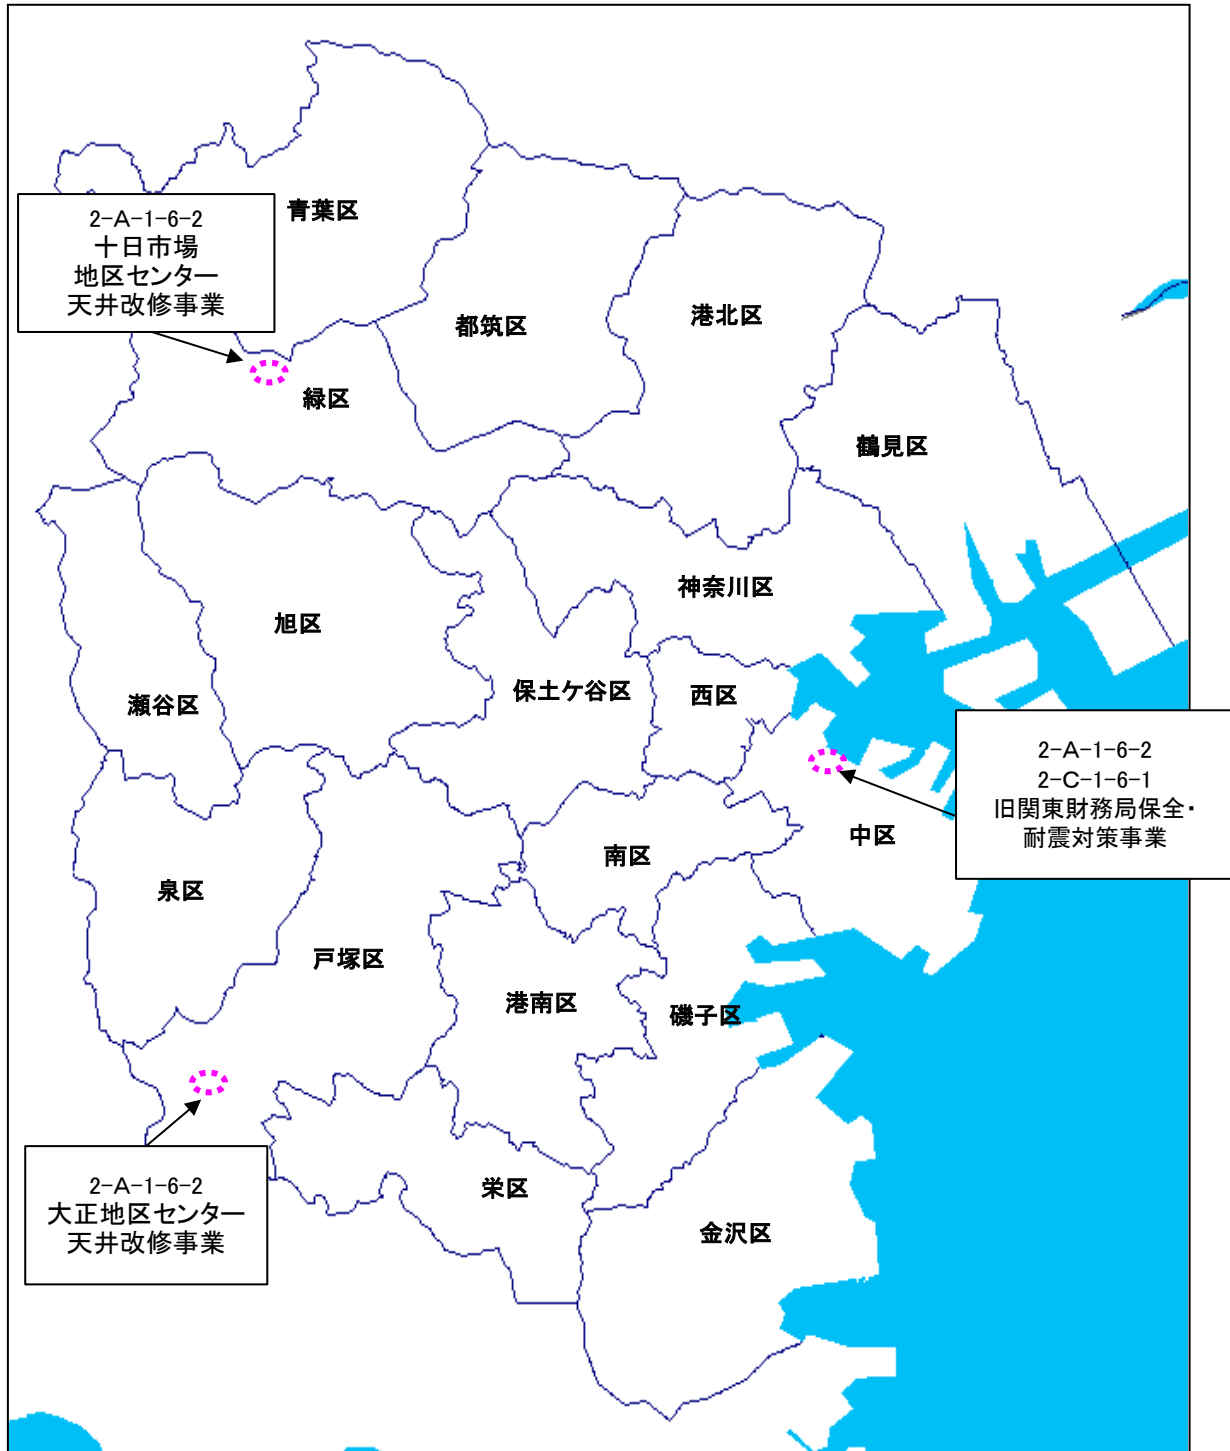 2-A-1-6-2
十日市場
地区センター
天井改修事業
青葉区
都筑区
港北区
緑区
鶴見区
神奈川区
旭区
保土ケ谷区
西区
瀬谷区
2-A-1-6-2
2-C-1-6-1
旧関東財務局保全・
耐震対策事業
中区
南区
泉区
戸塚区
港南区
磯子区
2-A-1-6-2
大正地区センター
天井改修事業
栄区
金沢区